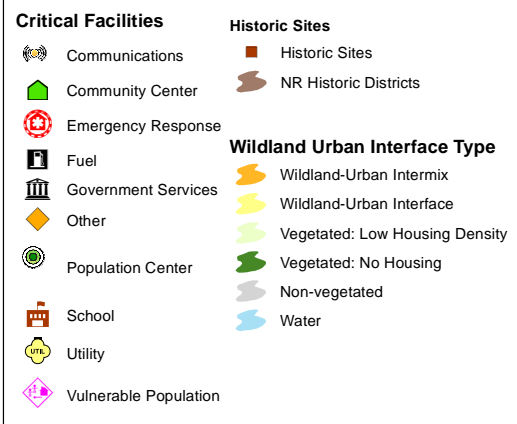 Critical Facilities
Communications
Community Center
Emergency Response
Fuel
Government Services
Other
Population Center
School
UTIL
Utility
Vulnerable Population
Historic Sites
Historic Sites
NR Historic Districts
Wildland Urban Interface Type
Wildland-Urban Intermix
Wildland-Urban Interface
Vegetated: Low Housing Density
Vegetated: No Housing
Non-vegetated
Water